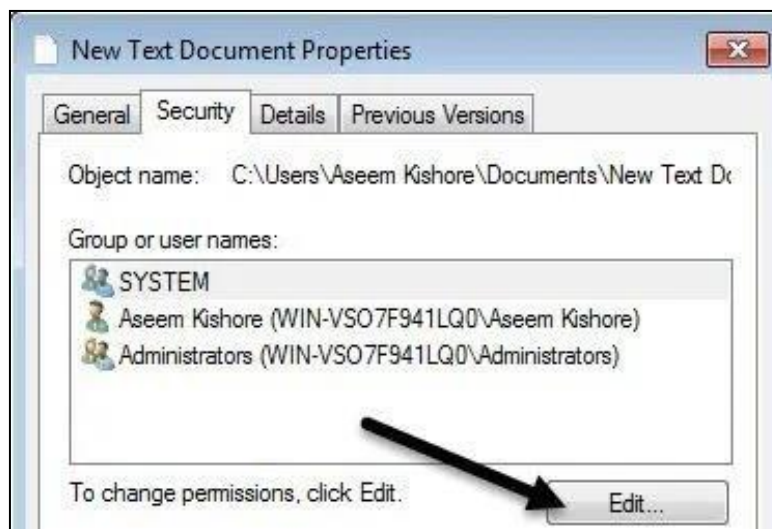 New Text Document Properties
General Security Details Previous Versions
Object name: C:\Users\Aseem Kishore\Documents\New Text Dc
Group or user names:
SYSTEM
Aseem Kishore (WIN-VSO7F941LQ0\Aseem Kishore)
Administrators (WIN-VSO7F941LQ0\Administrators)
To change permissions, click Edit.
Edit...